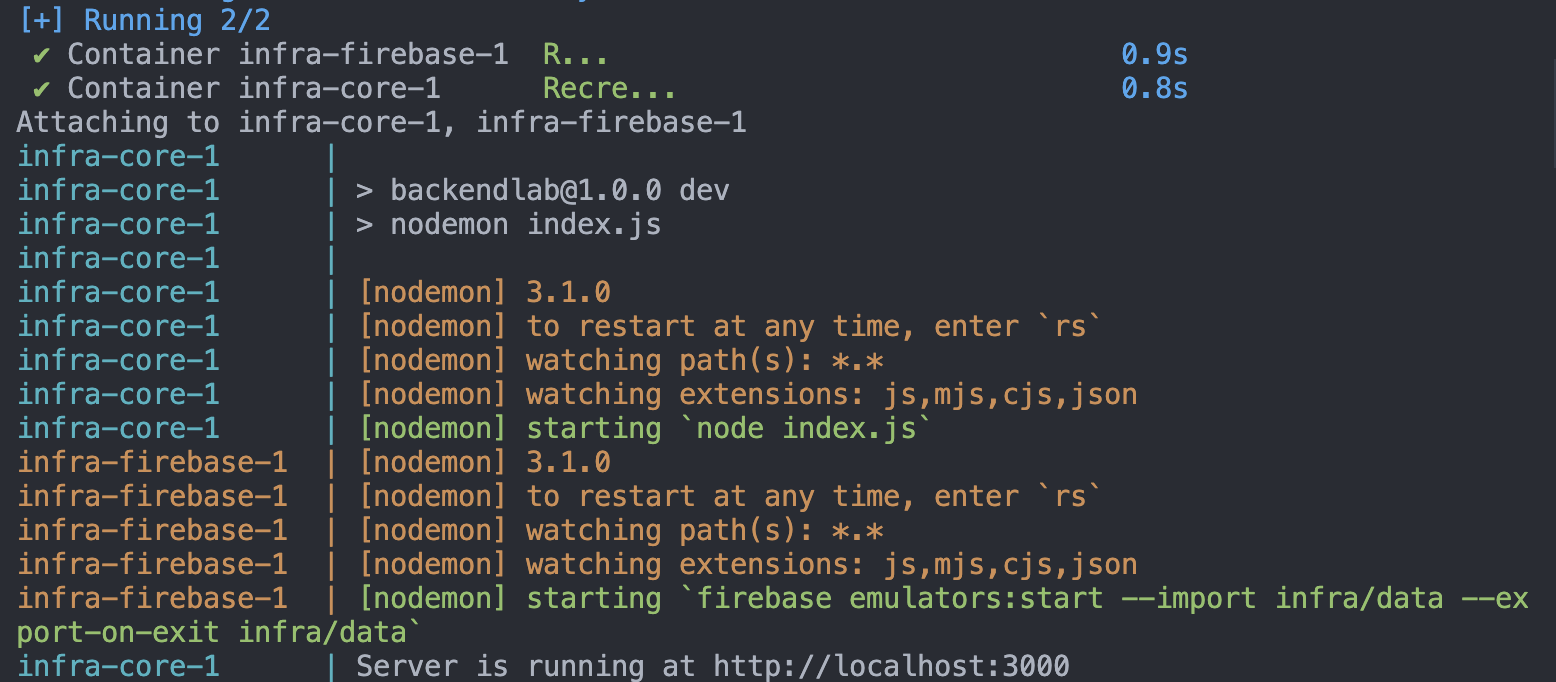 [+] Running 2/2
✔ Container infra-firebase-1 R... 0.9s
✔ Container infra-core-1 Recre... 0.8s
Attaching to infra-core-1, infra-firebase-1
infra-core-1 |
infra-core-1 | > backendlab@1.0.0 dev
infra-core-1 | > nodemon index.js
infra-core-1 |
infra-core-1 | [nodemon] 3.1.0
infra-core-1 | [nodemon] to restart at any time, enter `rs`
infra-core-1 | [nodemon] watching path(s): *.*
infra-core-1 | [nodemon] watching extensions: js,mjs,cjs,json
infra-core-1 | [nodemon] starting `node index.js`
infra-firebase-1 | [nodemon] 3.1.0
infra-firebase-1 | [nodemon] to restart at any time, enter `rs`
infra-firebase-1 | [nodemon] watching path(s): *.*
infra-firebase-1 | [nodemon] watching extensions: js,mjs,cjs,json
infra-firebase-1 | [nodemon] starting `firebase emulators:start --import infra/data --ex
port-on-exit infra/data`
infra-core-1 | Server is running at http://localhost:3000